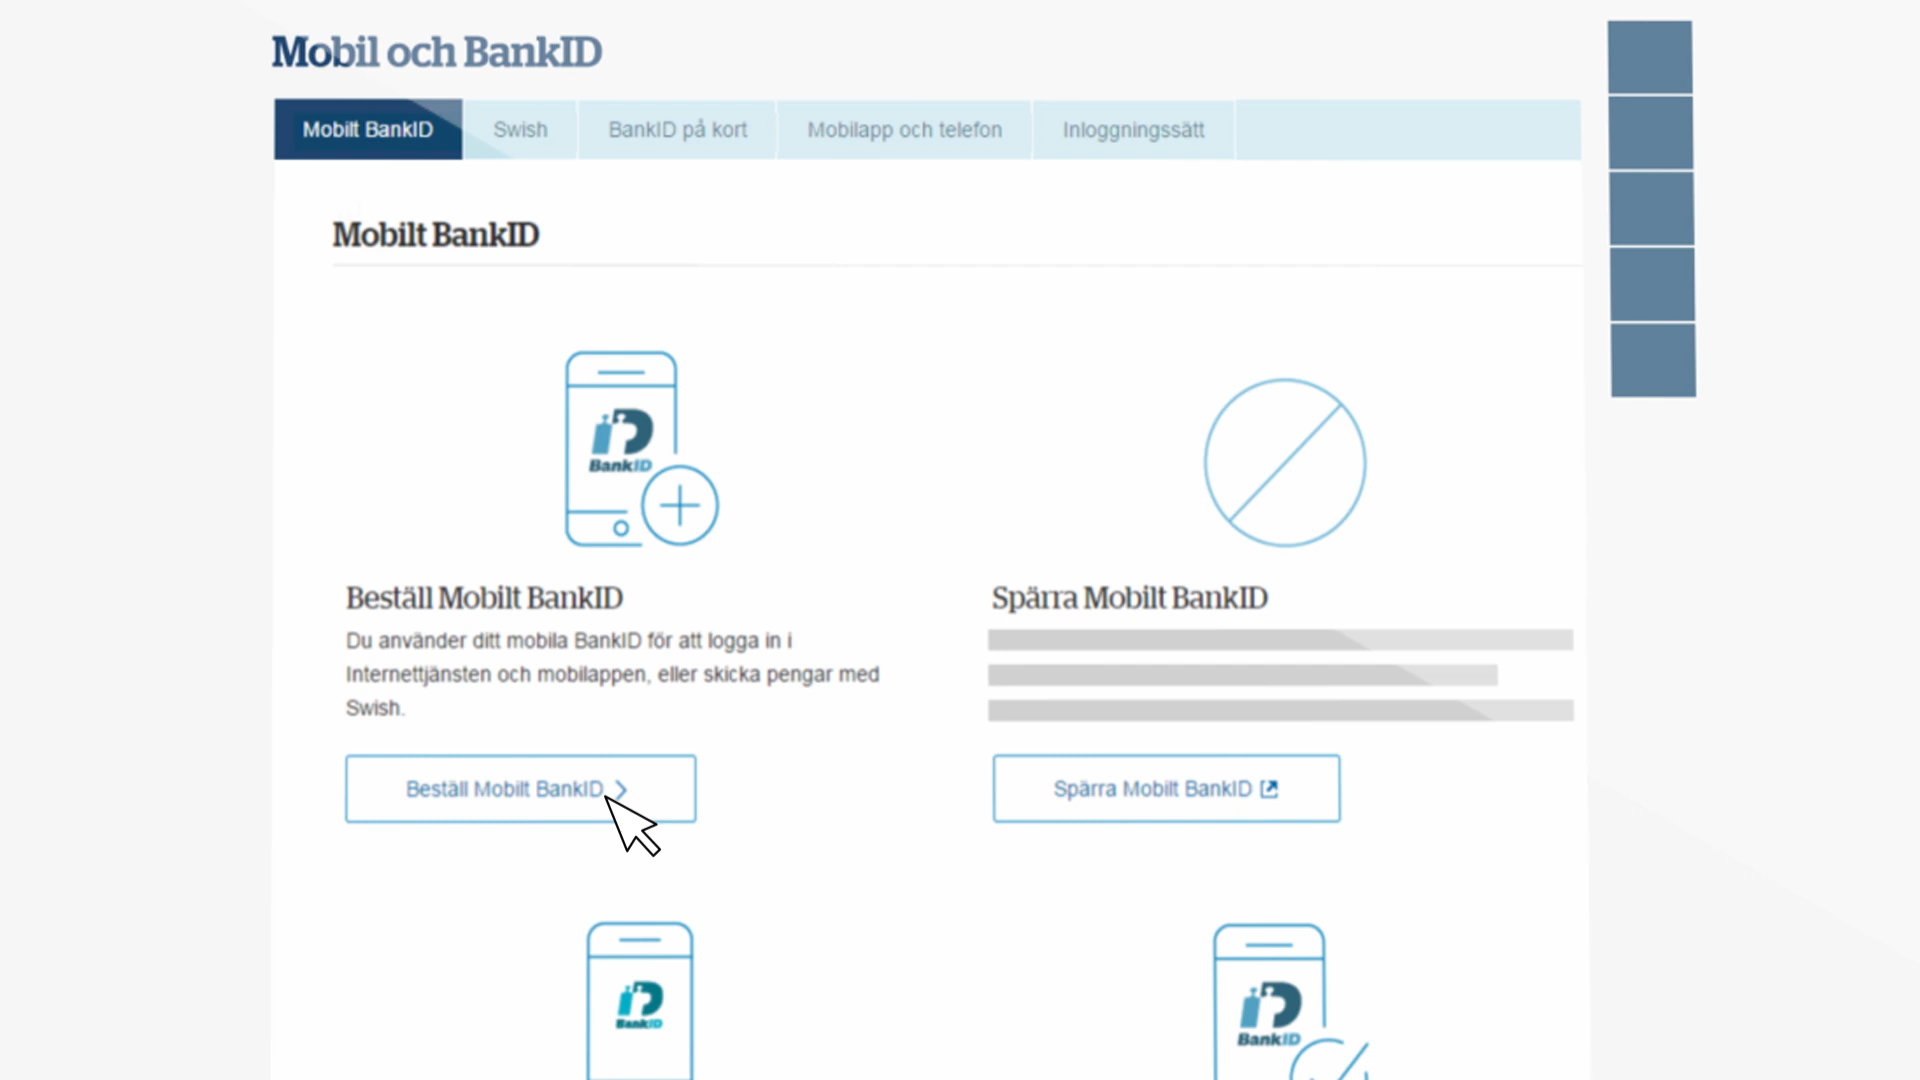 Mobil och BankID
Mobilt BankID
Swish
BankID på kort
Mobilapp och telefon
Inloggningssätt
Mobilt BankID
BankID
Beställ Mobilt BankID
Du använder ditt mobila BankID för att logga in i
Internettjänsten och mobilappen, eller skicka pengar med
Swish.
Beställ Mobilt BankID
Spärra Mobilt BankID
Spärra Mobilt BankID
BankID
BankID